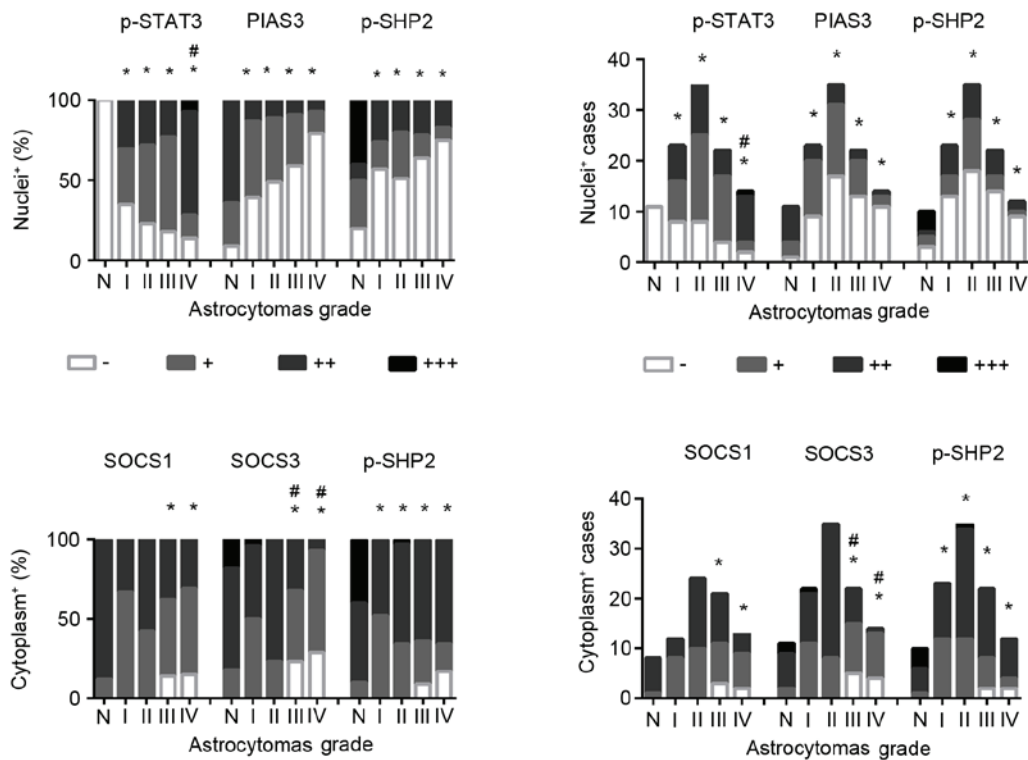 p-STAT3 PIAS3 p-SHP2
#
* * * * * * * * * * * *
100
50
0
Nuclei⁺ (%)
N I II III IV N I II III IV N I II III IV
Astrocytomas grade
- + ++ +++
p-STAT3 PIAS3 p-SHP2
40
30
20
10
0
Nuclei⁺ cases
* * * # * * * * * * * * *
N I II III IV N I II III IV N I II III IV
Astrocytomas grade
- + ++ +++
SOCS1 SOCS3 p-SHP2
# #
* * * * * * * *
100
50
0
Cytoplasm⁺ (%)
N I II III IV N I II III IV N I II III IV
Astrocytomas grade
SOCS1 SOCS3 p-SHP2
40
30
20
10
0
Cytoplasm⁺ cases
* * # * # * * * * *
N I II III IV N I II III IV N I II III IV
Astrocytomas grade